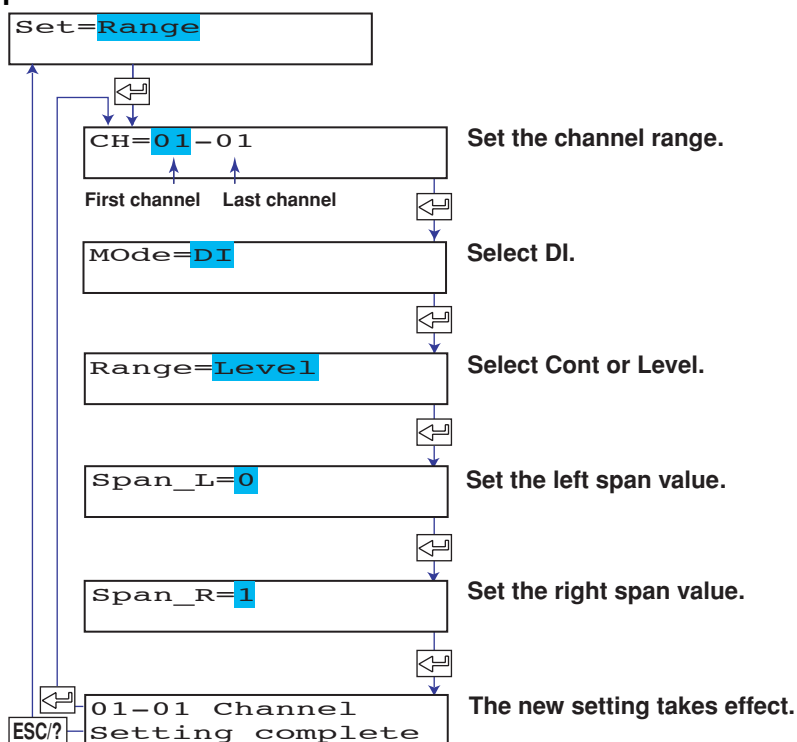 Set=Range
CH=01-01
Set the channel range.
First channel Last channel
MOde=DI
Select DI.
Range=Level
Select Cont or Level.
Span_L=0
Set the left span value.
Span_R=1
Set the right span value.
01-01 Channel
Setting complete
The new setting takes effect.
ESC/?